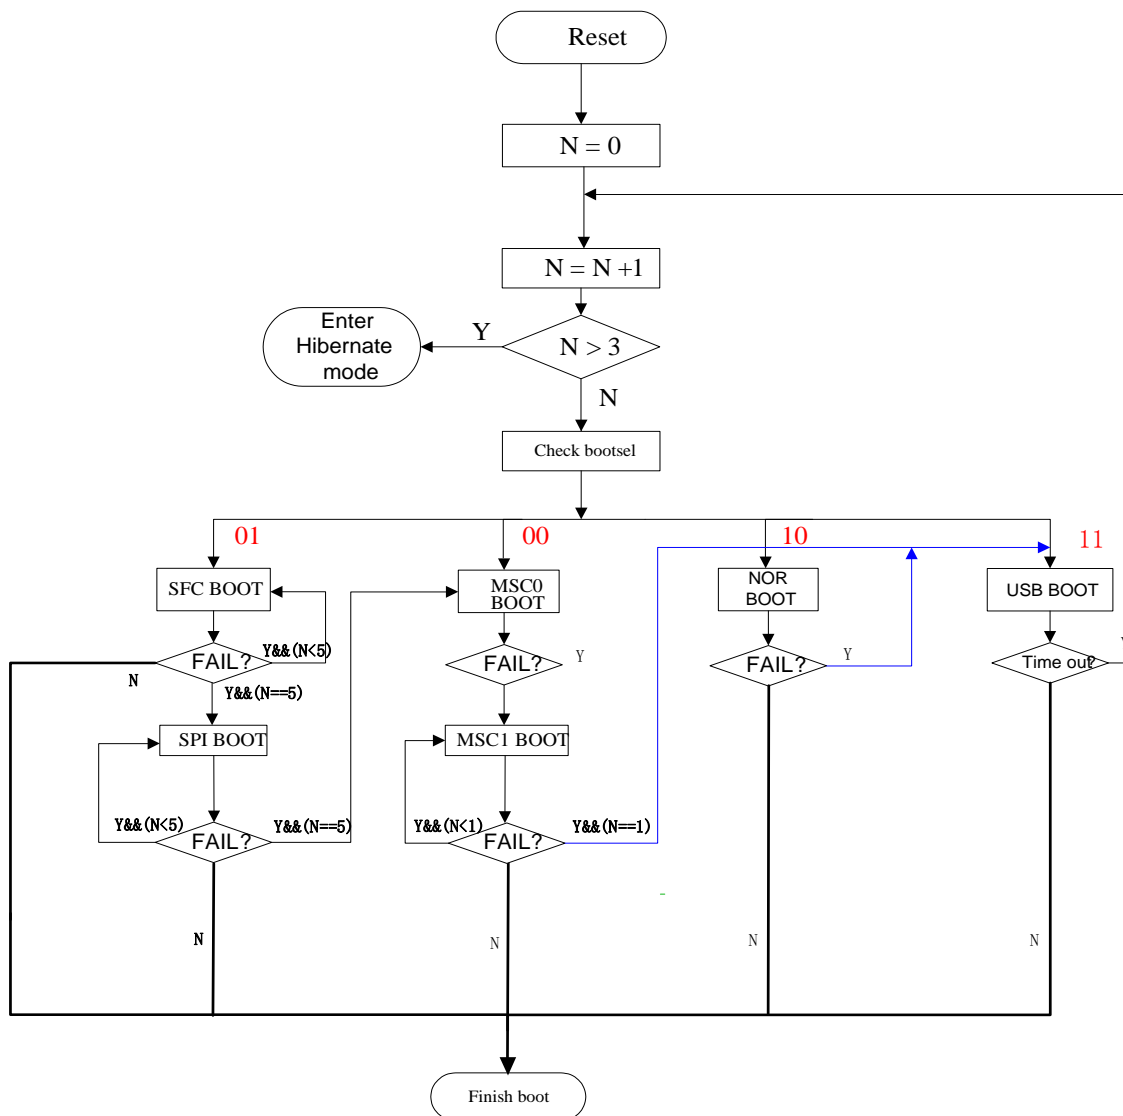 Reset
N = 0
N = N +1
Enter
Hibernate
mode
Y
N > 3
N
Check bootsel
01
00
10
11
SFC BOOT
MSC0
BOOT
NOR
BOOT
USB BOOT
FAIL?
Y&&(N<5)
FAIL?
Y
FAIL?
Y
Time out?
N
Y&&(N==5)
SPI BOOT
MSC1 BOOT
Y&&(N<5)
FAIL?
Y&&(N==5)
Y&&(N<1)
FAIL?
Y&&(N==1)
N
N
N
N
Finish boot